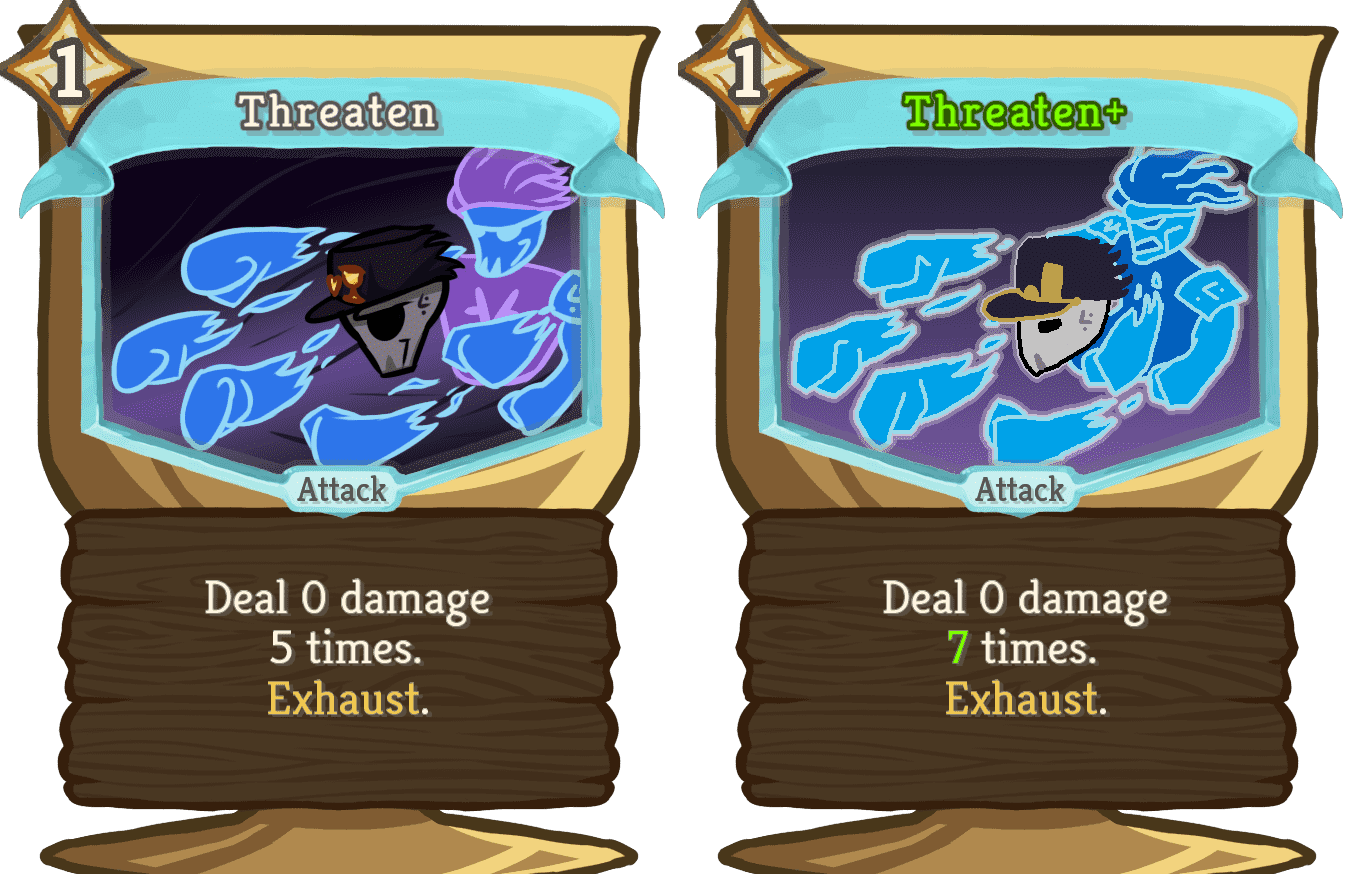 1
Threaten
Attack
Deal 0 damage
5 times.
Exhaust.
1
Threaten+
Attack
Deal 0 damage
7 times.
Exhaust.